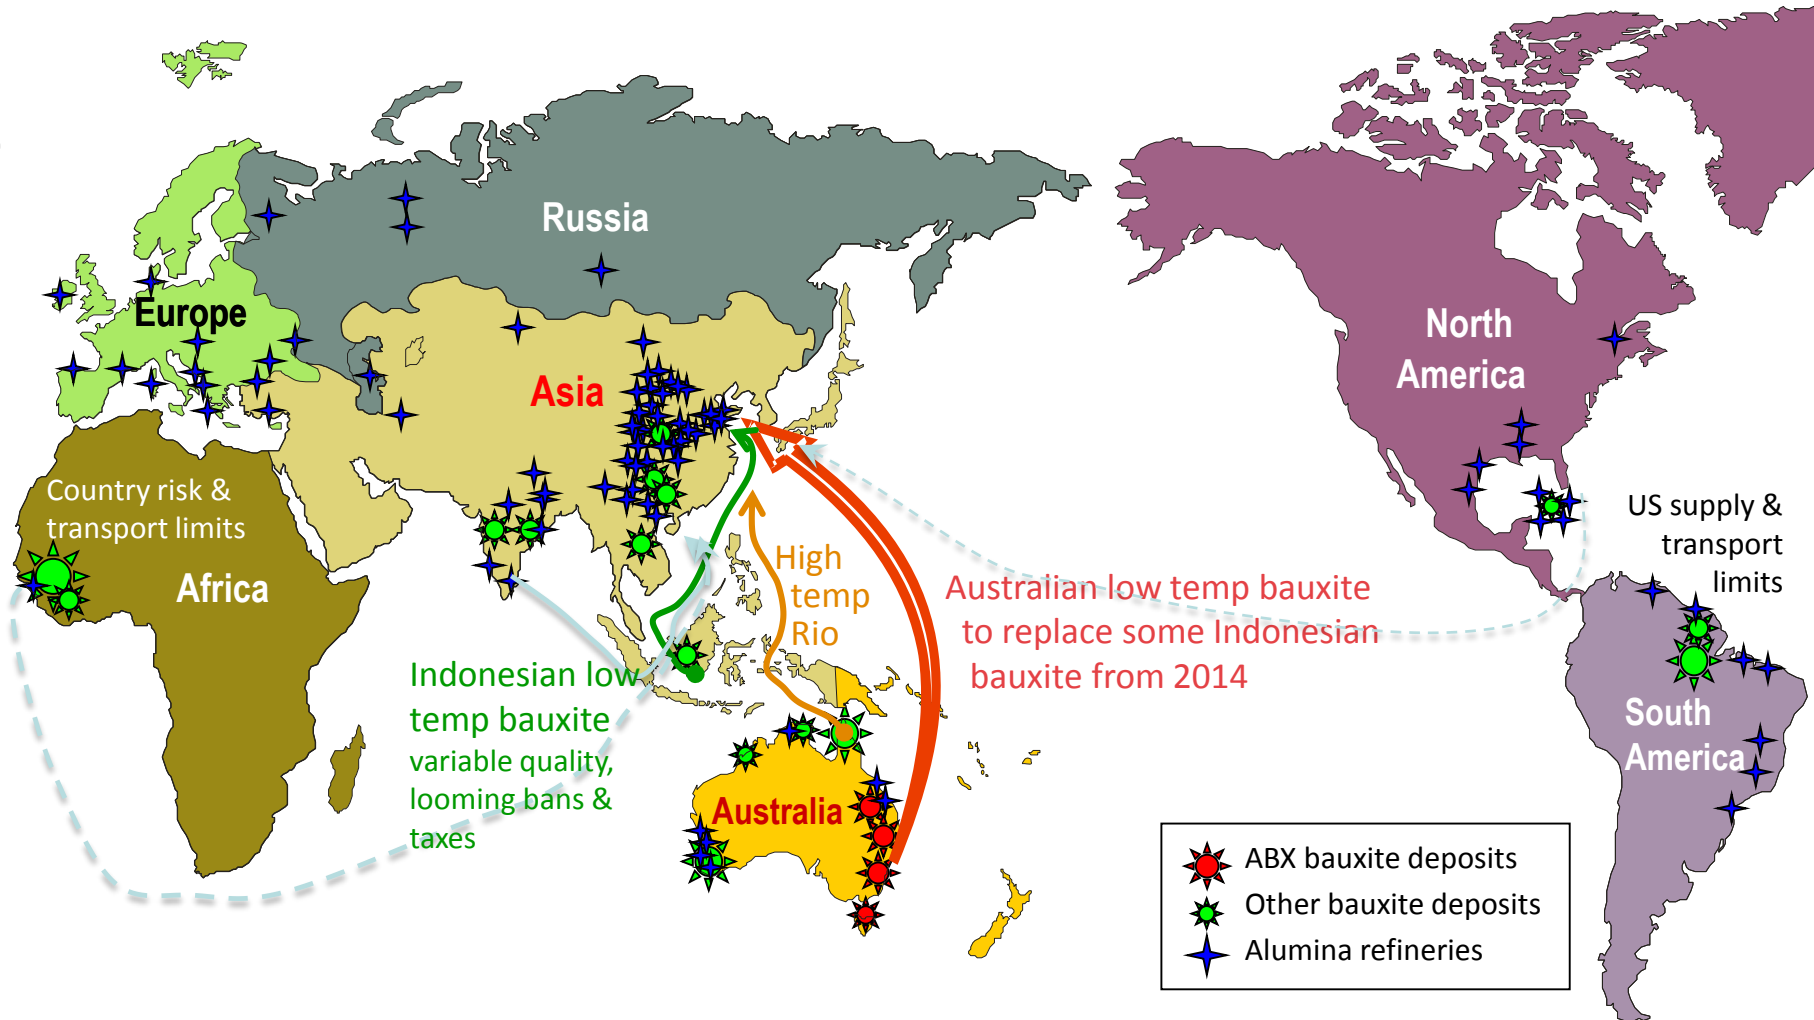 Russia
Europe
Asia
North
America
Country risk &
transport limits
Africa
US supply &
transport
limits
High
temp
Rio
Australian low temp bauxite
to replace some Indonesian
bauxite from 2014
Indonesian low
temp bauxite
variable quality,
looming bans &
taxes
Australia
South
America
ABX bauxite deposits
Other bauxite deposits
Alumina refineries